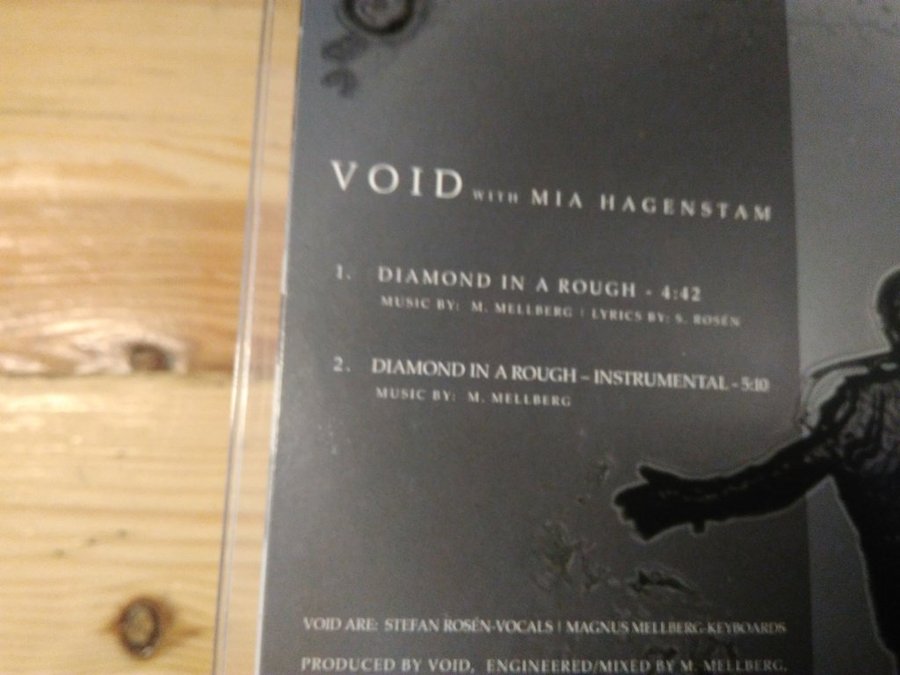 VOID WITH MIA HAGENSTAM
1. DIAMOND IN A ROUGH - 4:42
MUSIC BY: M. MELLBERG | LYRICS BY: S. ROSÉN
2. DIAMOND IN A ROUGH – INSTRUMENTAL - 5:10
MUSIC BY: M. MELLBERG
VOID ARE: STEFAN ROSÉN-VOCALS | MAGNUS MELLBERG-KEYBOARDS
PRODUCED BY VOID, ENGINEERED/MIXED BY M. MELLBERG.